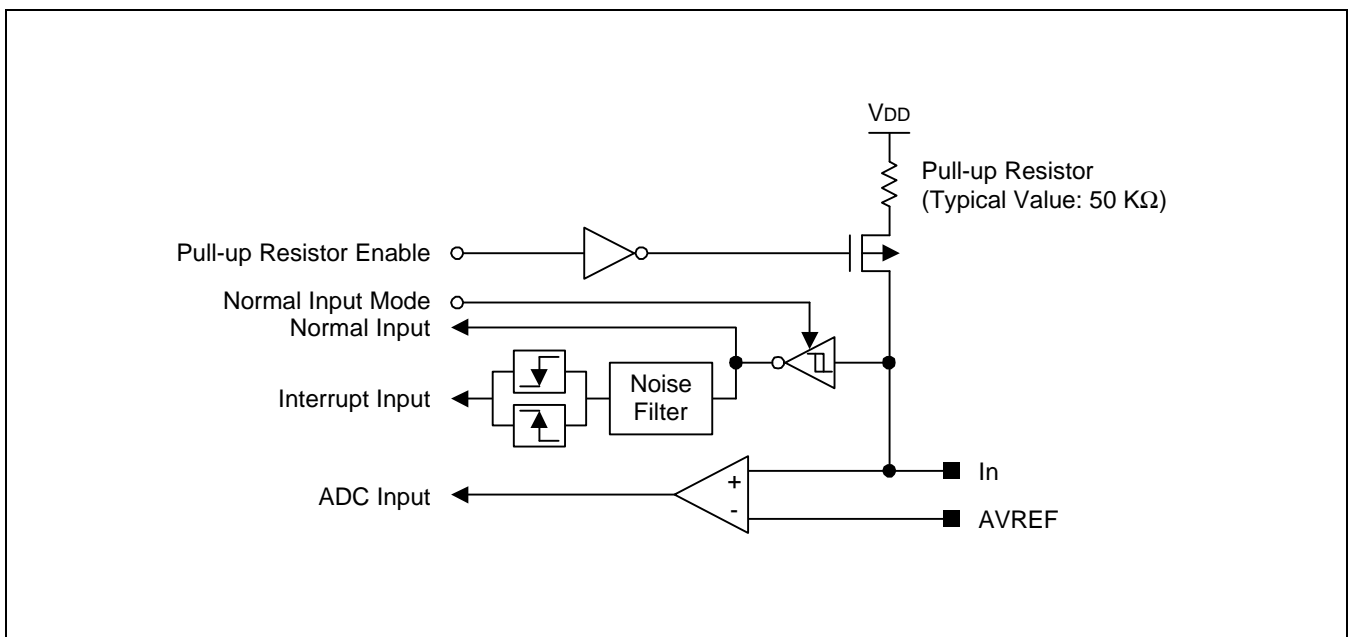 VDD
Pull-up Resistor
(Typical Value: 50 KΩ)
Pull-up Resistor Enable
Normal Input Mode
Normal Input
Noise
Filter
Interrupt Input
+
-
ADC Input
In
AVREF